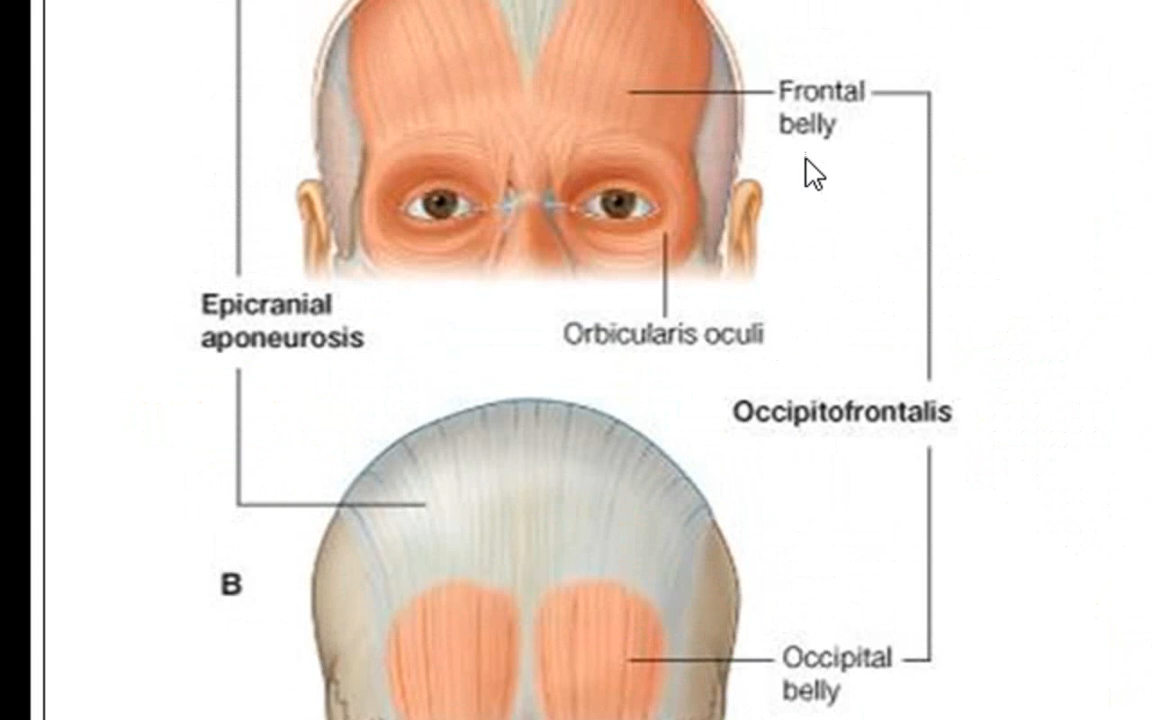 Frontal
belly
Epicranial
aponeurosis
Orbicularis oculi
Occipitofrontalis
B
Occipital
belly